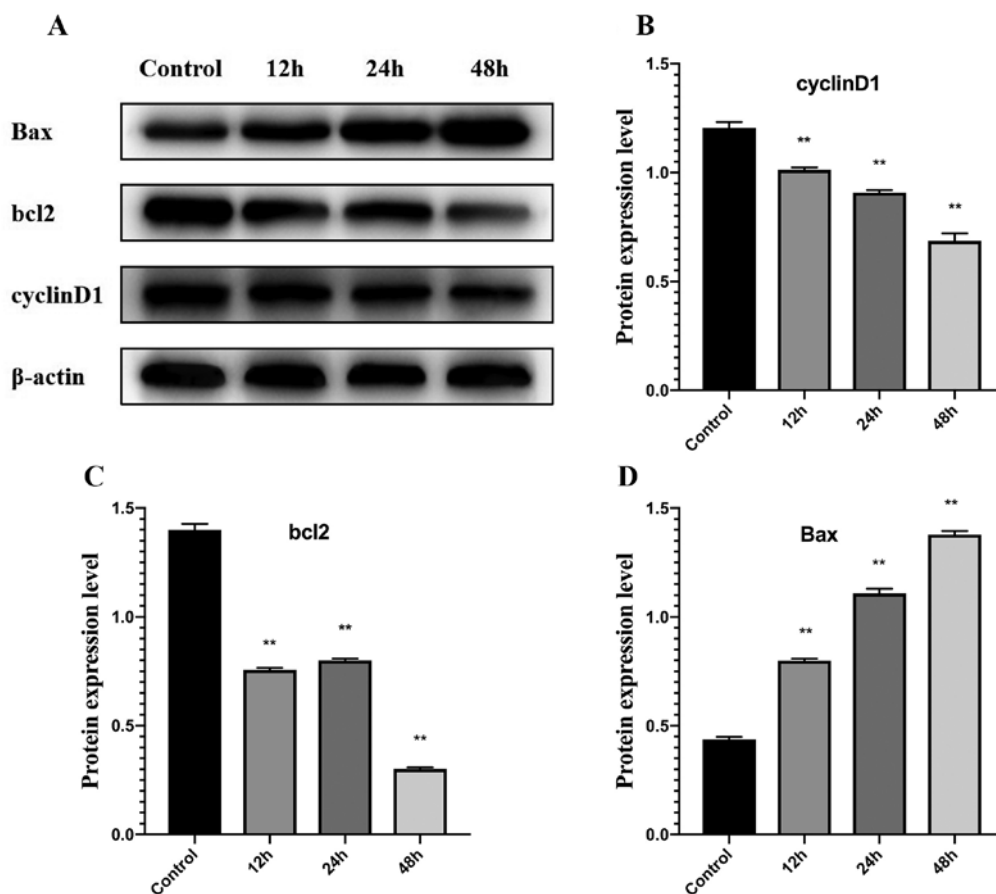 A
Control 12h 24h 48h
Bax
bcl2
cyclinD1
β-actin
B
cyclinD1
Protein expression level
1.5
1.0
0.5
0.0
**
**
**
Control 12h 24h 48h
C
bcl2
Protein expression level
1.5
1.0
0.5
0.0
**
**
**
Control 12h 24h 48h
D
Bax
Protein expression level
1.5
1.0
0.5
0.0
**
**
**
Control 12h 24h 48h